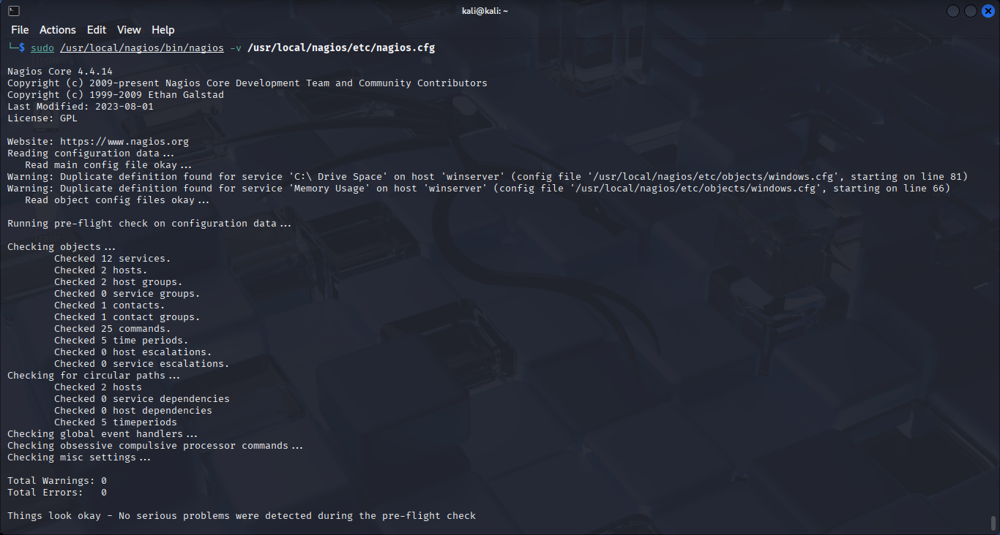 kali@kali: ~
File Actions Edit View Help
└─$ sudo /usr/local/nagios/bin/nagios -v /usr/local/nagios/etc/nagios.cfg
Nagios Core 4.4.14
Copyright (c) 2009-present Nagios Core Development Team and Community Contributors
Copyright (c) 1999-2009 Ethan Galstad
Last Modified: 2023-08-01
License: GPL
Website: https://www.nagios.org
Reading configuration data...
   Read main config file okay...
Warning: Duplicate definition found for service 'C:\ Drive Space' on host 'winserver' (config file '/usr/local/nagios/etc/objects/windows.cfg', starting on line 81)
Warning: Duplicate definition found for service 'Memory Usage' on host 'winserver' (config file '/usr/local/nagios/etc/objects/windows.cfg', starting on line 66)
   Read object config files okay...
Running pre-flight check on configuration data...
Checking objects...
        Checked 12 services.
        Checked 2 hosts.
        Checked 2 host groups.
        Checked 0 service groups.
        Checked 1 contacts.
        Checked 1 contact groups.
        Checked 25 commands.
        Checked 5 time periods.
        Checked 0 host escalations.
        Checked 0 service escalations.
Checking for circular paths...
        Checked 2 hosts
        Checked 0 service dependencies
        Checked 0 host dependencies
        Checked 5 timeperiods
Checking global event handlers...
Checking obsessive compulsive processor commands...
Checking misc settings...
Total Warnings: 0
Total Errors:   0
Things look okay - No serious problems were detected during the pre-flight check